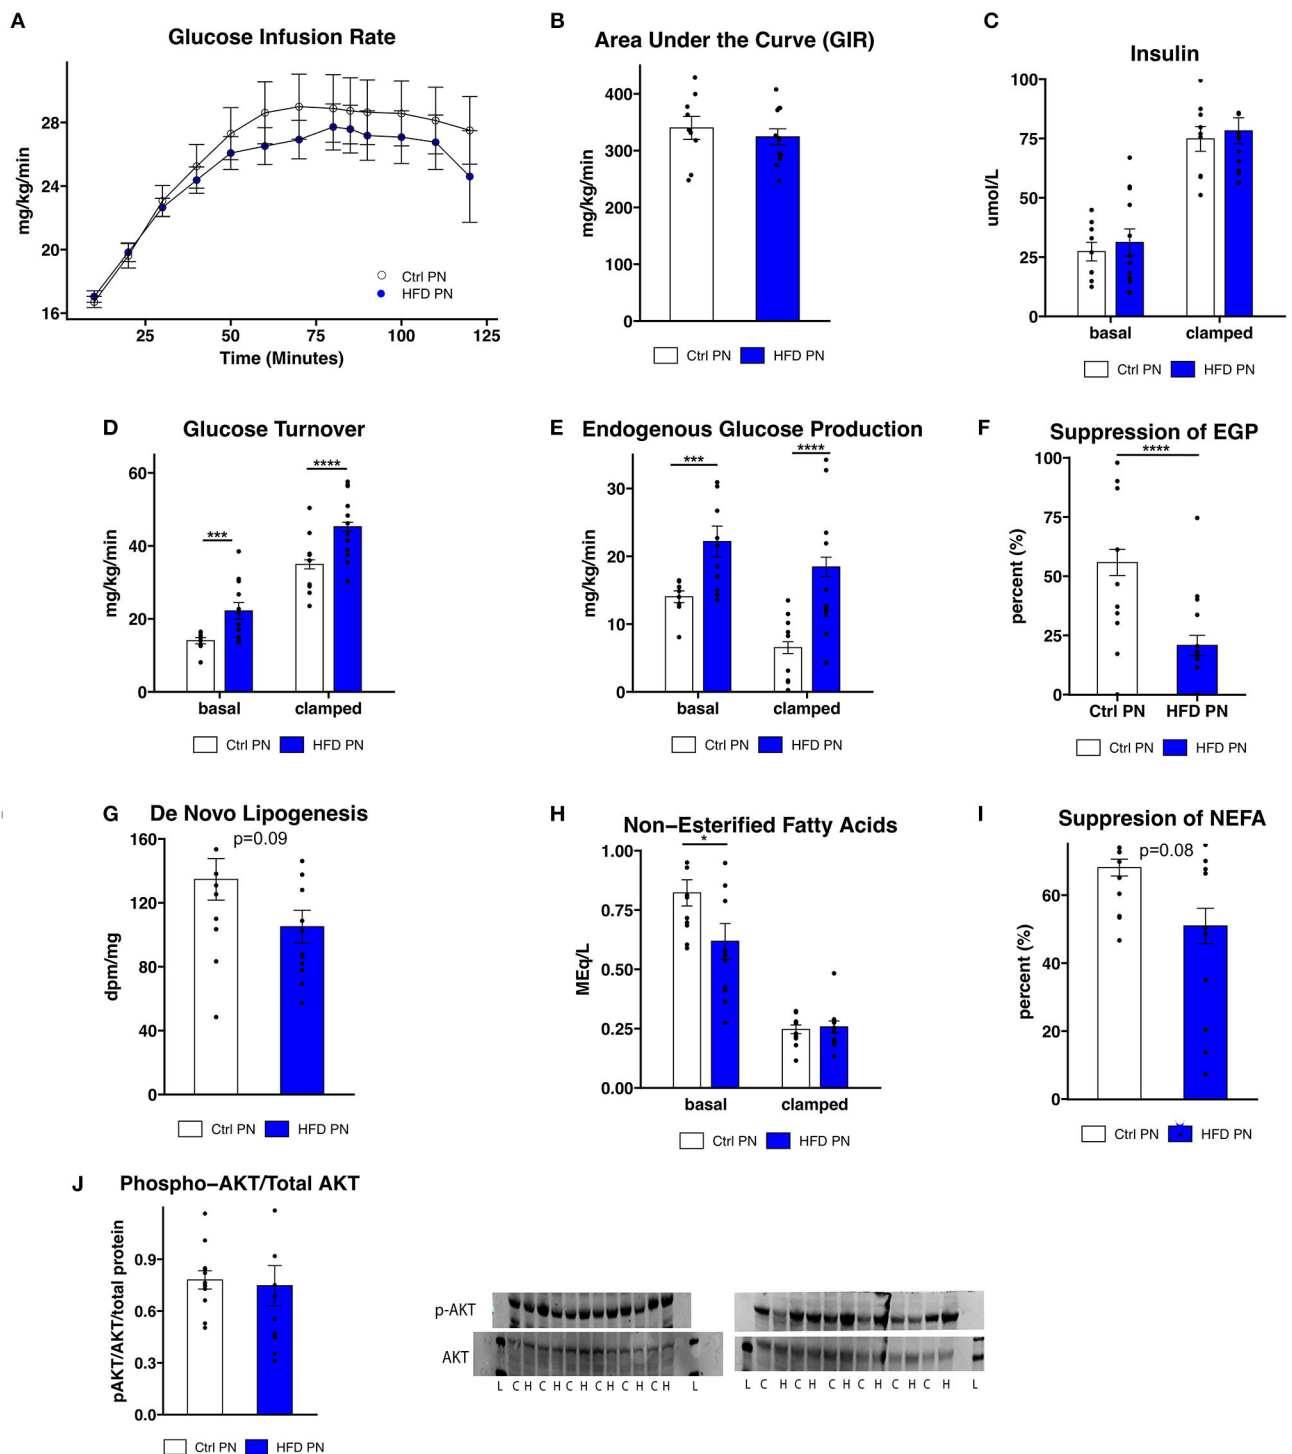 A
Glucose Infusion Rate
mg/kg/min
28
24
20
16
25
50
75
100
125
Time (Minutes)
Ctrl PN
HFD PN
B
Area Under the Curve (GIR)
mg/kg/min
400
300
200
100
0
Ctrl PN
HFD PN
C
Insulin
umol/L
100
75
50
25
0
basal
clamped
Ctrl PN
HFD PN
D
Glucose Turnover
mg/kg/min
60
40
20
0
***
****
basal
clamped
Ctrl PN
HFD PN
E
Endogenous Glucose Production
mg/kg/min
30
20
10
0
***
****
basal
clamped
Ctrl PN
HFD PN
F
Suppression of EGP
percent (%)
100
75
50
25
0
****
Ctrl PN
HFD PN
Ctrl PN
HFD PN
G
De Novo Lipogenesis
p=0.09
dpm/mg
160
120
80
40
0
Ctrl PN
HFD PN
H
Non−Esterified Fatty Acids
*
MEq/L
1.00
0.75
0.50
0.25
0.00
basal
clamped
Ctrl PN
HFD PN
I
Suppresion of NEFA
p=0.08
percent (%)
60
40
20
0
Ctrl PN
HFD PN
J
Phospho−AKT/Total AKT
pAKT/AKT/total protein
0.9
0.6
0.3
0.0
Ctrl PN
HFD PN
p-AKT
AKT
L C H C H C H C H C H C H L
L C H C H C H C H C H C H L